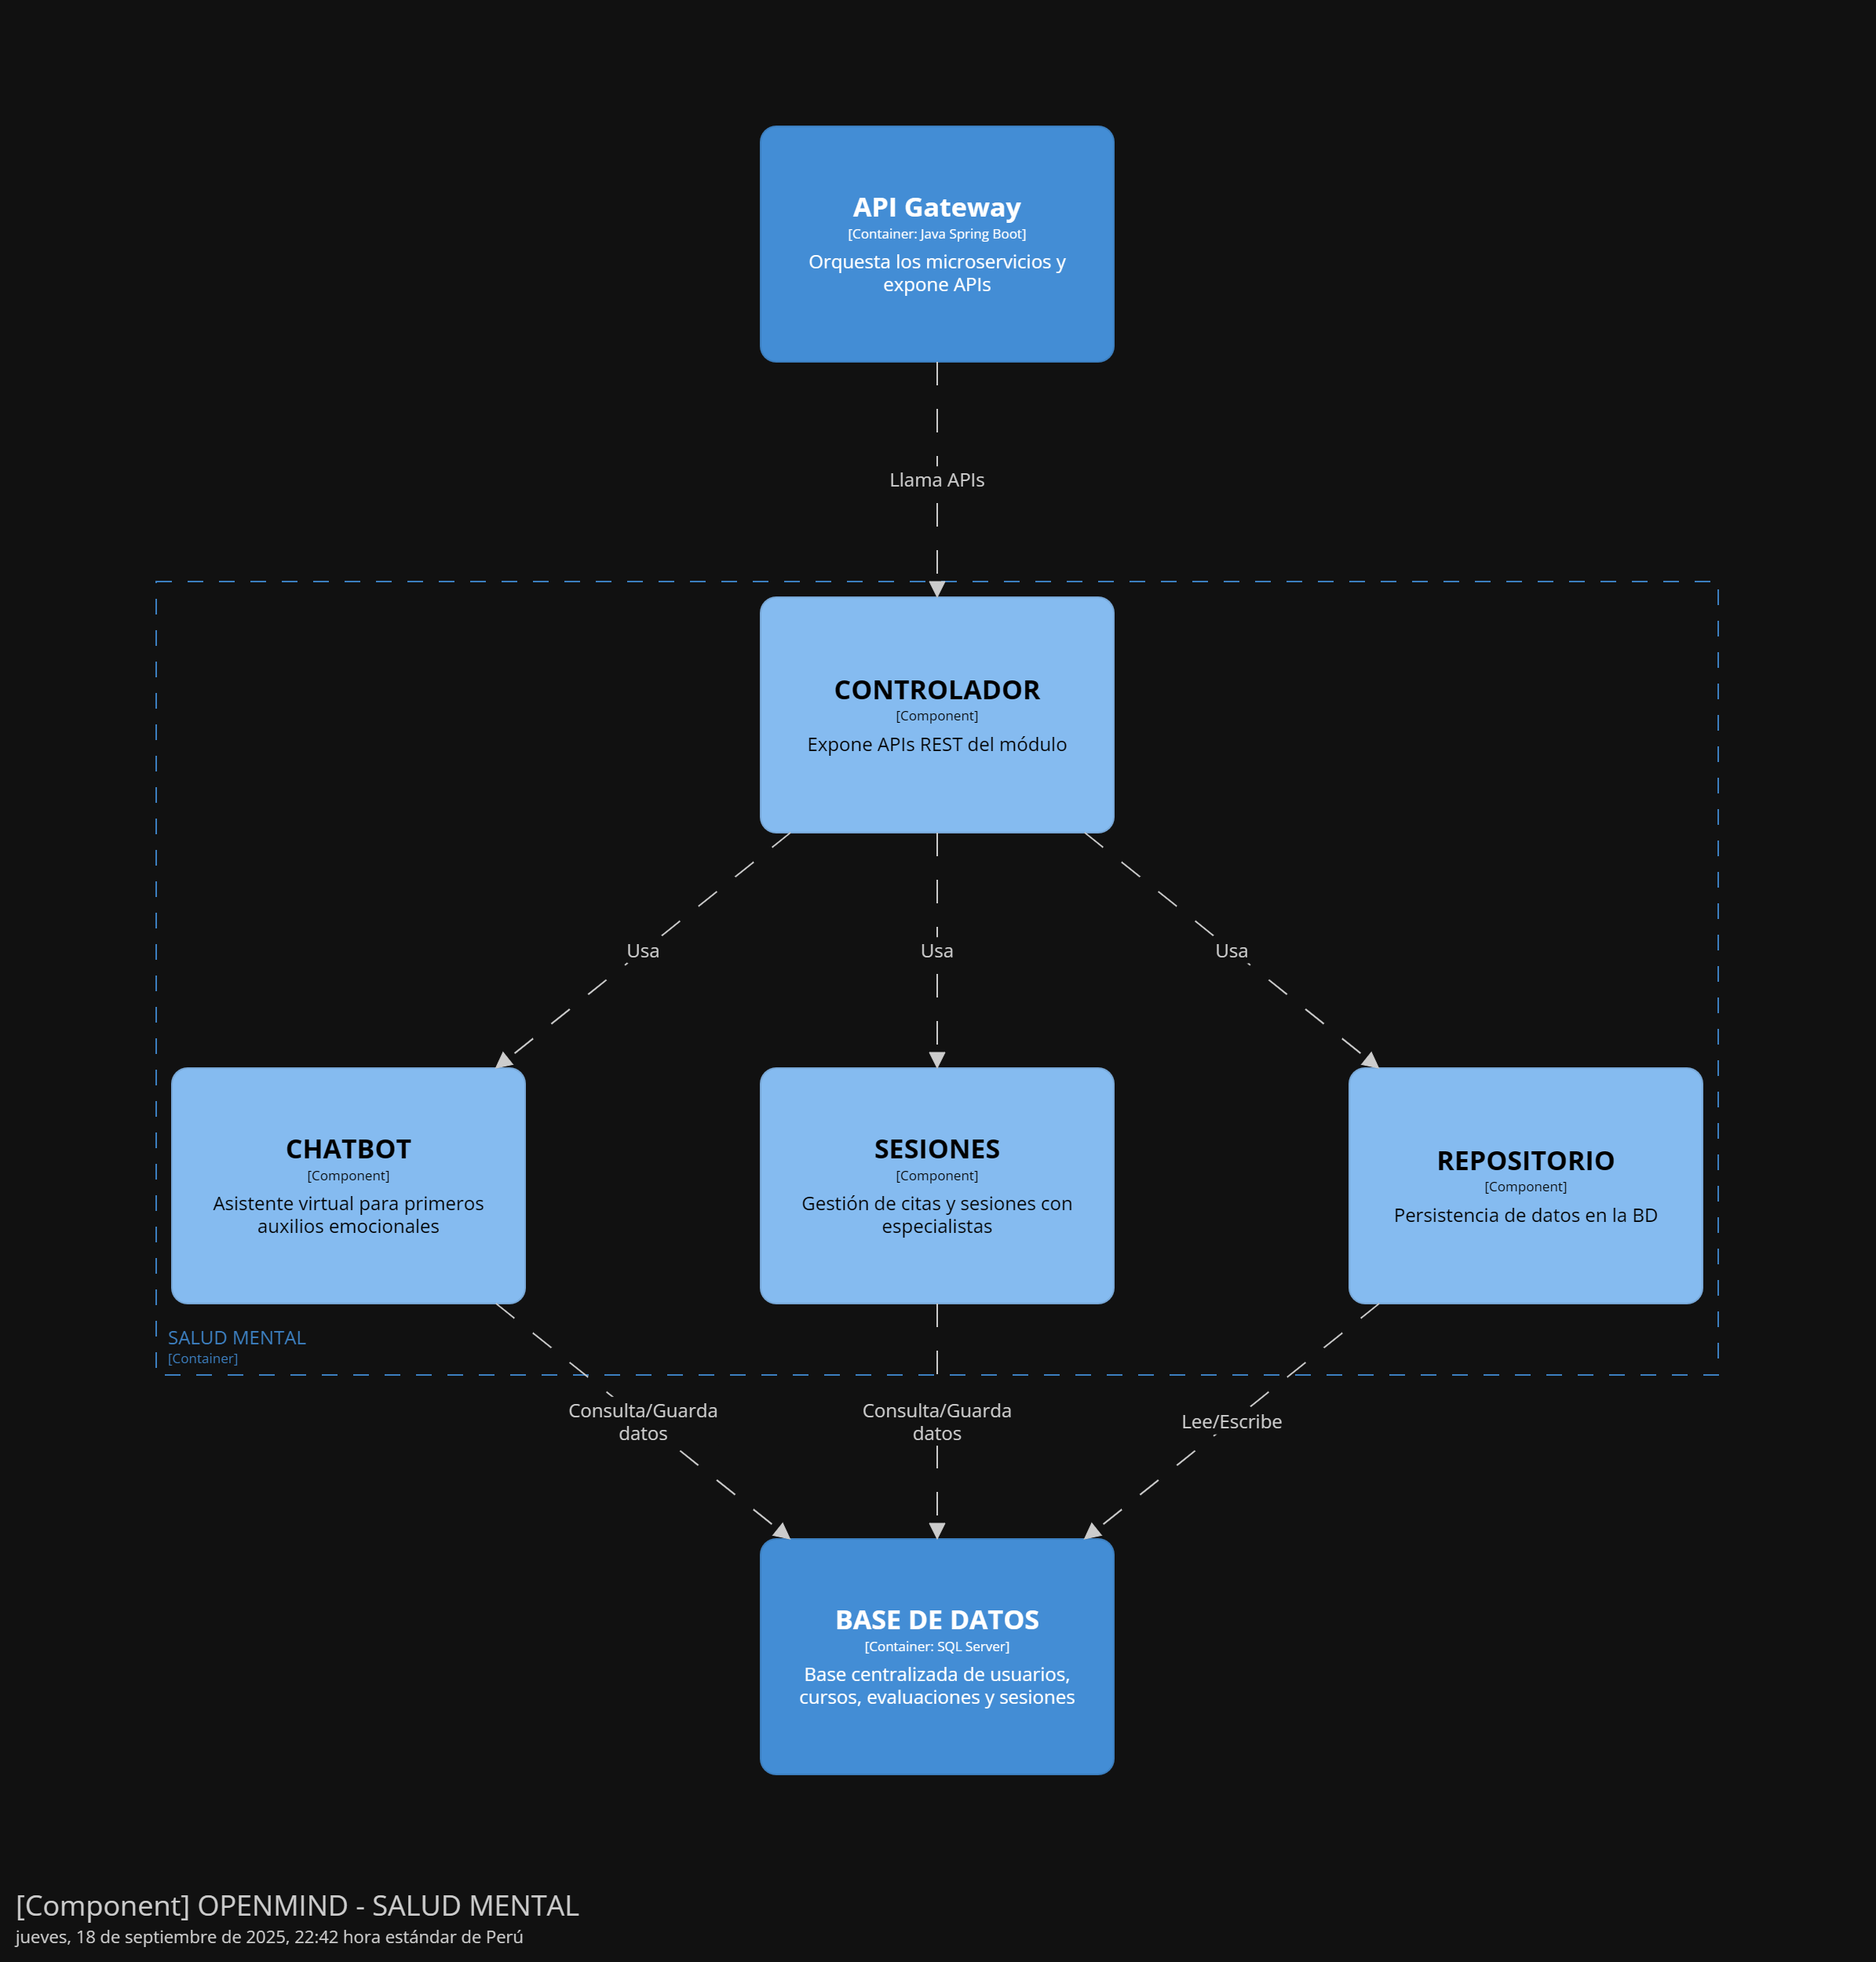 API Gateway
[Container: Java Spring Boot]
Orquesta los microservicios y
expone APIs
Llama APIs
CONTROLADOR
[Component]
Expone APIs REST del módulo
Usa
Usa
Usa
CHATBOT
[Component]
Asistente virtual para primeros
auxilios emocionales
SESIONES
[Component]
Gestión de citas y sesiones con
especialistas
REPOSITORIO
[Component]
Persistencia de datos en la BD
SALUD MENTAL
[Container]
Consulta/Guarda
datos
Consulta/Guarda
datos
Lee/Escribe
BASE DE DATOS
[Container: SQL Server]
Base centralizada de usuarios,
cursos, evaluaciones y sesiones
[Component] OPENMIND - SALUD MENTAL
jueves, 18 de septiembre de 2025, 22:42 hora estándar de Perú